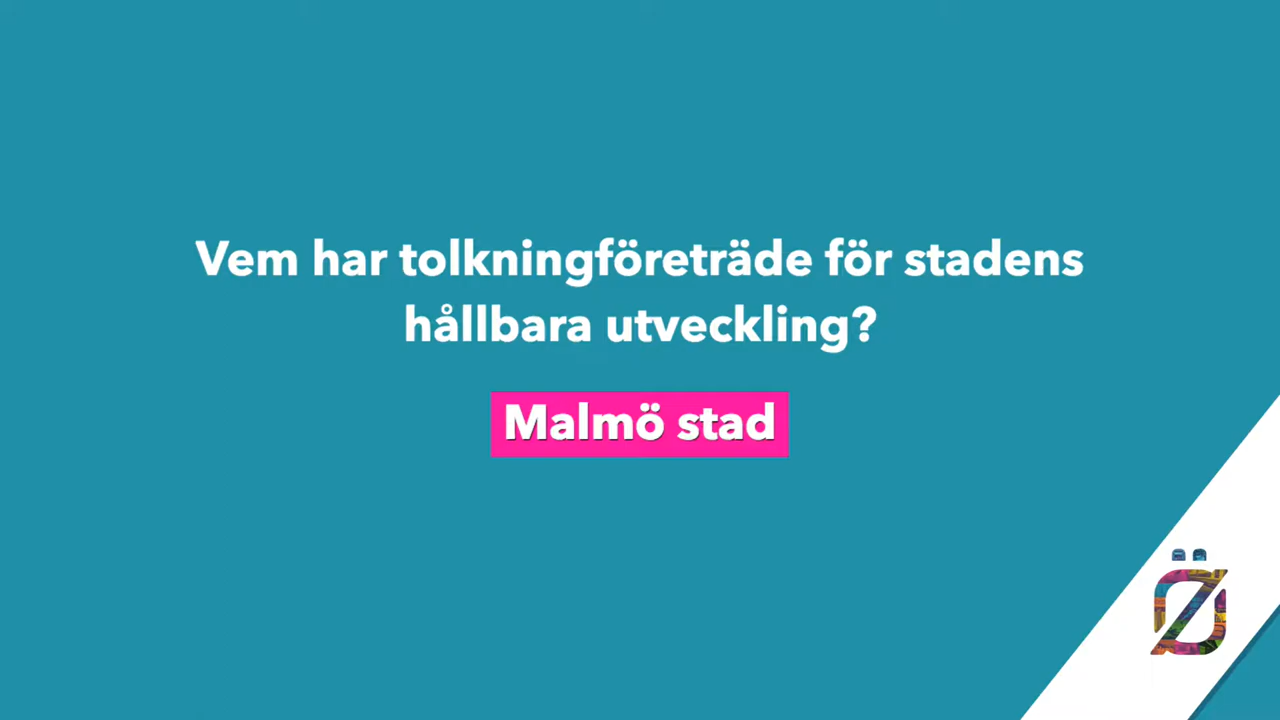 Vem har tolkningföreträde för stadens
hållbara utveckling?
Malmö stad